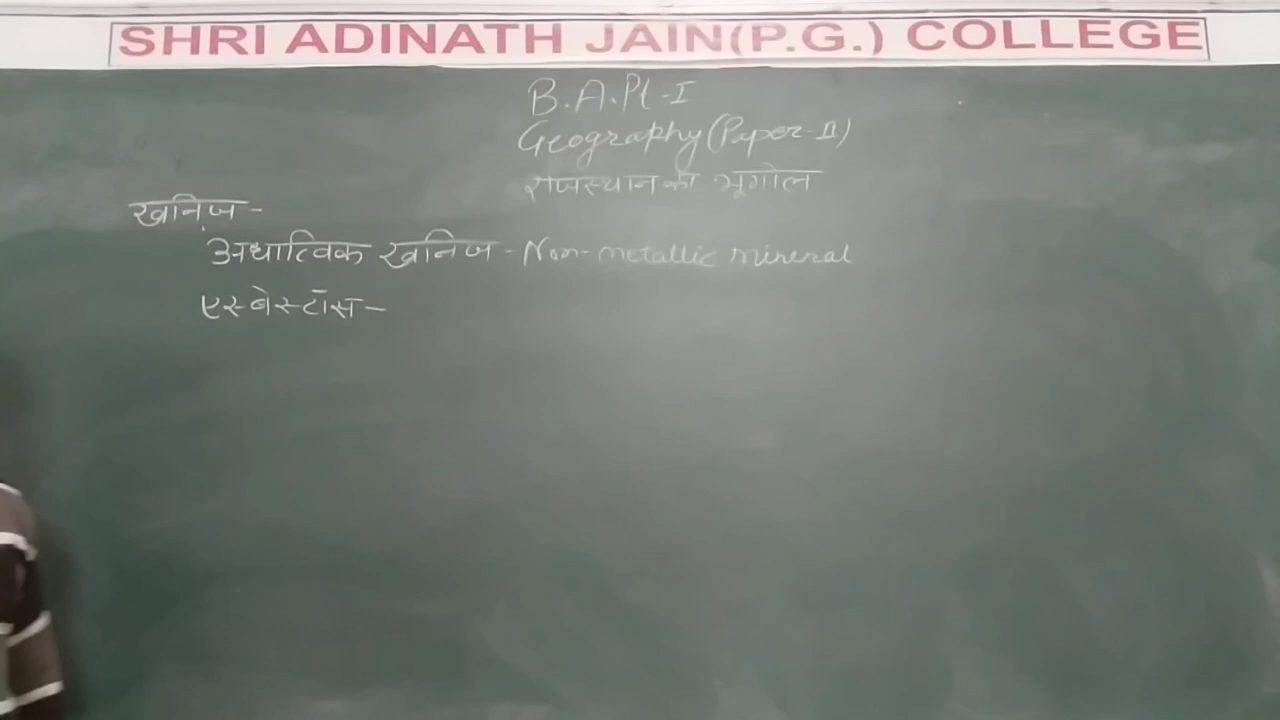 SHRI ADINATH JAIN(P.G.) COLLEGE
B.A.Pt-I
Geography(Paper-II)
राजस्थान का भूगोल
खनिज-
अधात्विक खनिज - Non-metallic mineral
एस्बेस्टॉस-